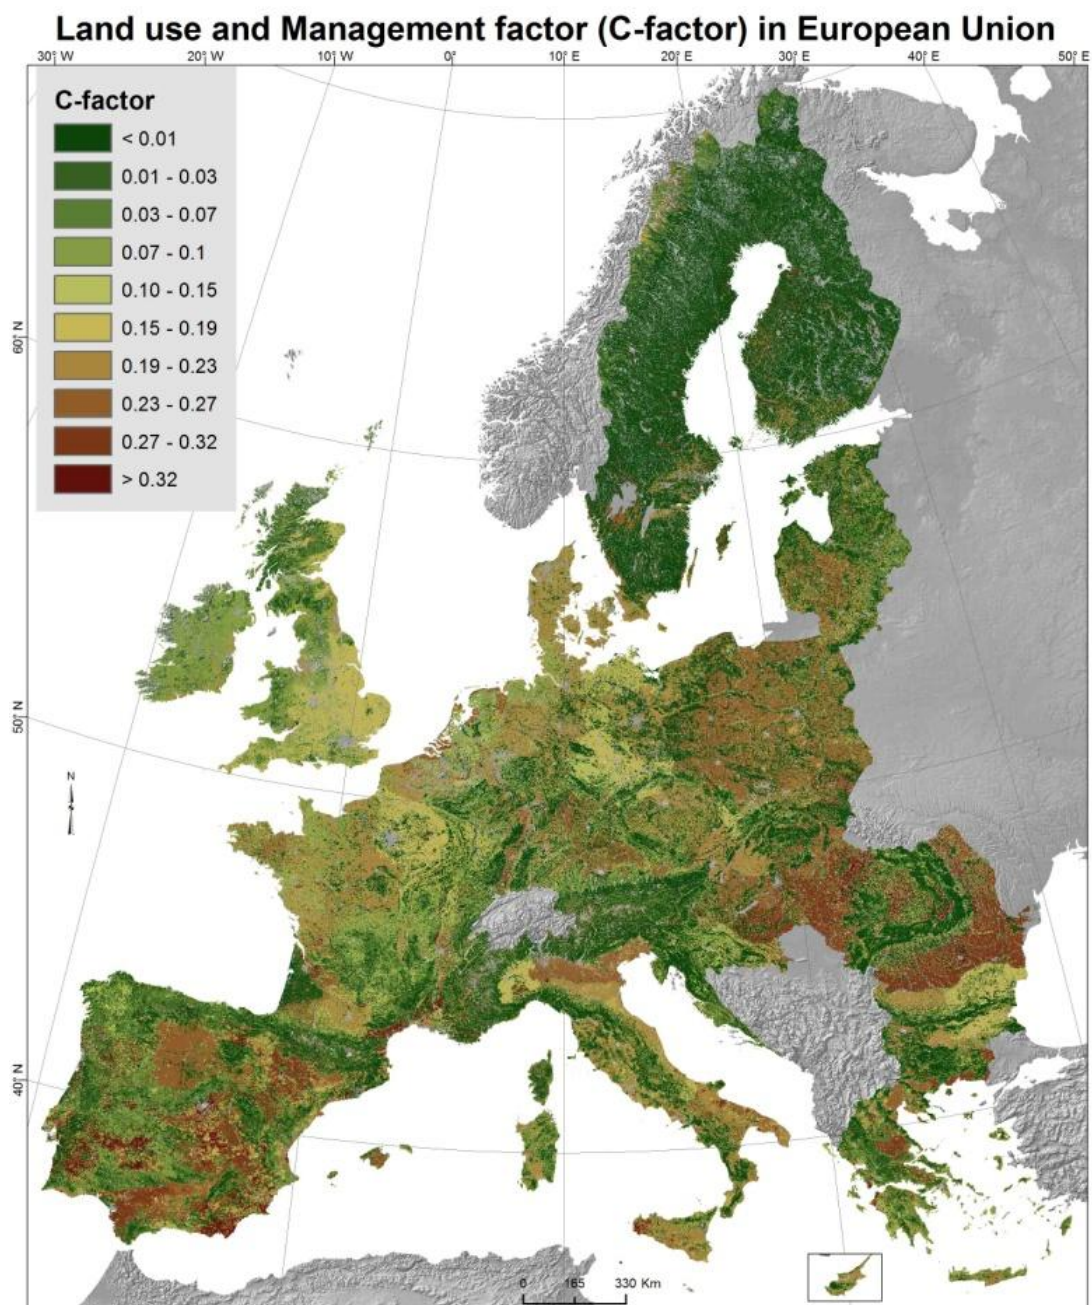 Land use and Management factor (C-factor) in European Union
30° W
20° W
10° W
0°
10° E
20° E
30° E
40° E
50° E
C-factor
< 0.01
0.01 - 0.03
0.03 - 0.07
0.07 - 0.1
0.10 - 0.15
0.15 - 0.19
0.19 - 0.23
0.23 - 0.27
0.27 - 0.32
> 0.32
60° N
50° N
N
40° N
0 165 330 Km